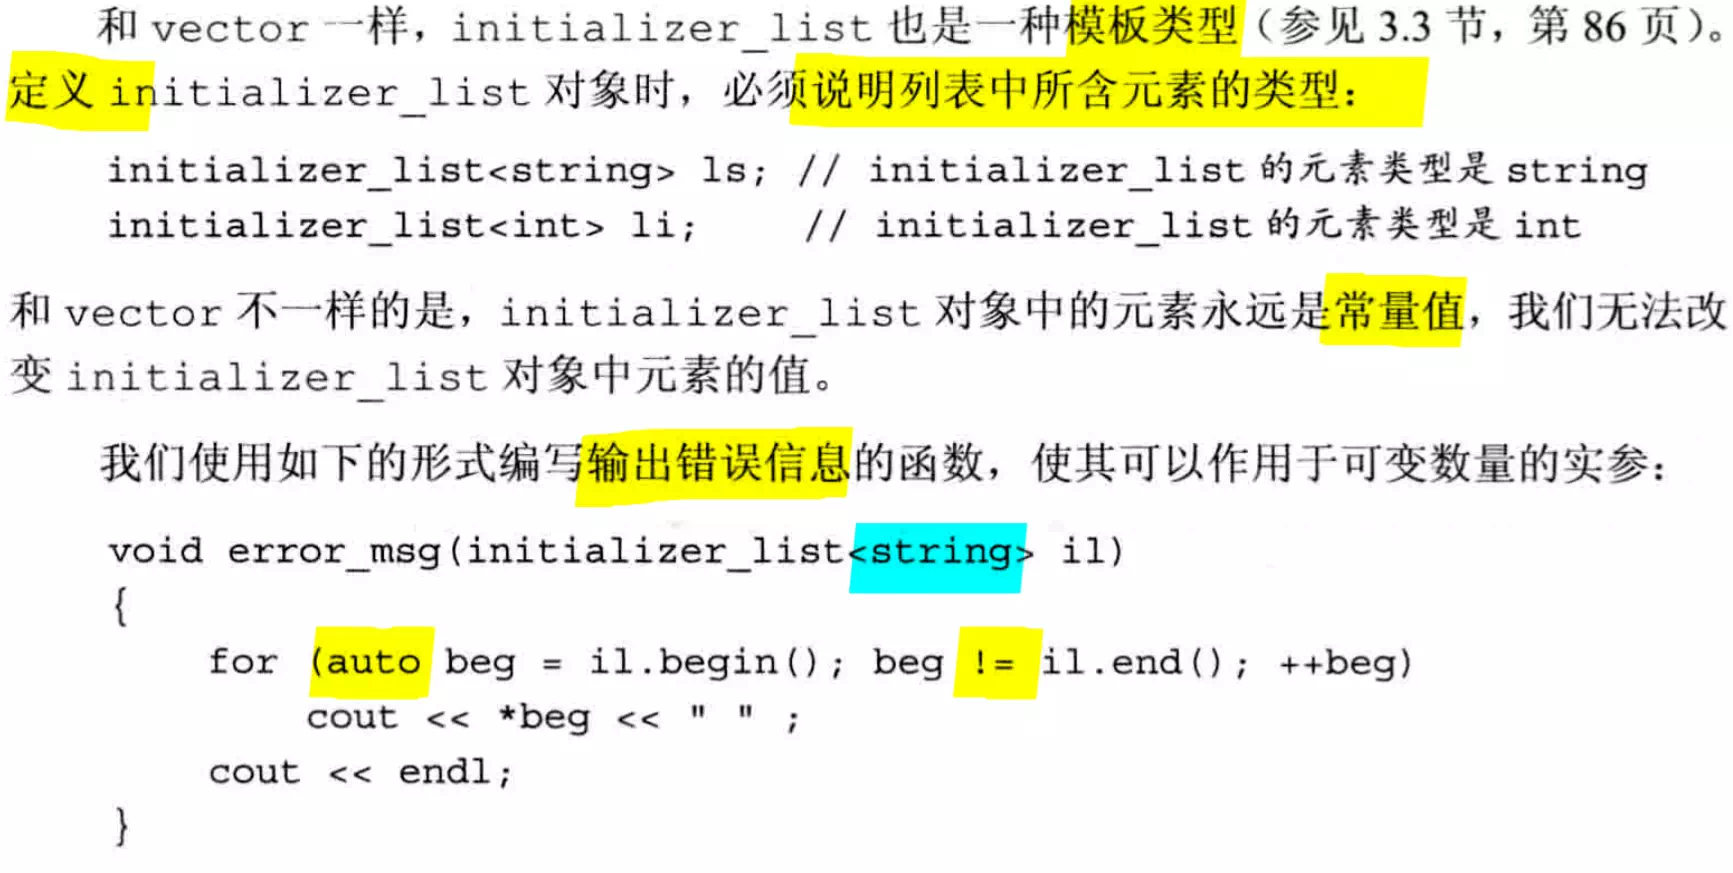 和 vector 一样，initializer_list 也是一种模板类型（参见 3.3 节，第 86 页）。
定义 initializer_list 对象时，必须说明列表中所含元素的类型：
initializer_list<string> ls; // initializer_list 的元素类型是 string
initializer_list<int> li; // initializer_list 的元素类型是 int
和 vector 不一样的是，initializer_list 对象中的元素永远是常量值，我们无法改
变 initializer_list 对象中元素的值。
我们使用如下的形式编写输出错误信息的函数，使其可以作用于可变数量的实参：
void error_msg(initializer_list<string> il)
{
for (auto beg = il.begin(); beg != il.end(); ++beg)
cout << *beg << " " ;
cout << endl;
}